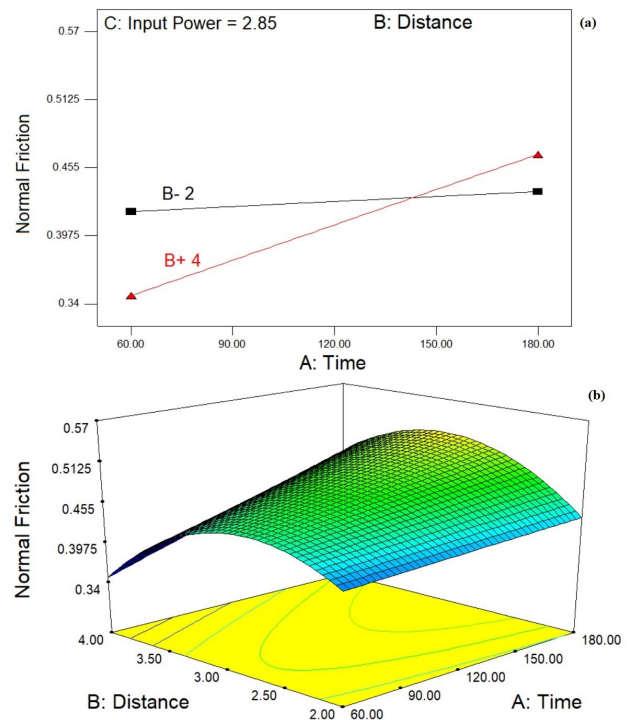 C: Input Power = 2.85
B: Distance
(a)
0.57
0.5125
0.455
0.3975
0.34
Normal Friction
B- 2
B+ 4
60.00 90.00 120.00 150.00 180.00
A: Time
(b)
0.57
0.5125
0.455
0.3975
0.34
Normal Friction
4.00
3.50
3.00
2.50
2.00
B: Distance
60.00
90.00
120.00
150.00
180.00
A: Time